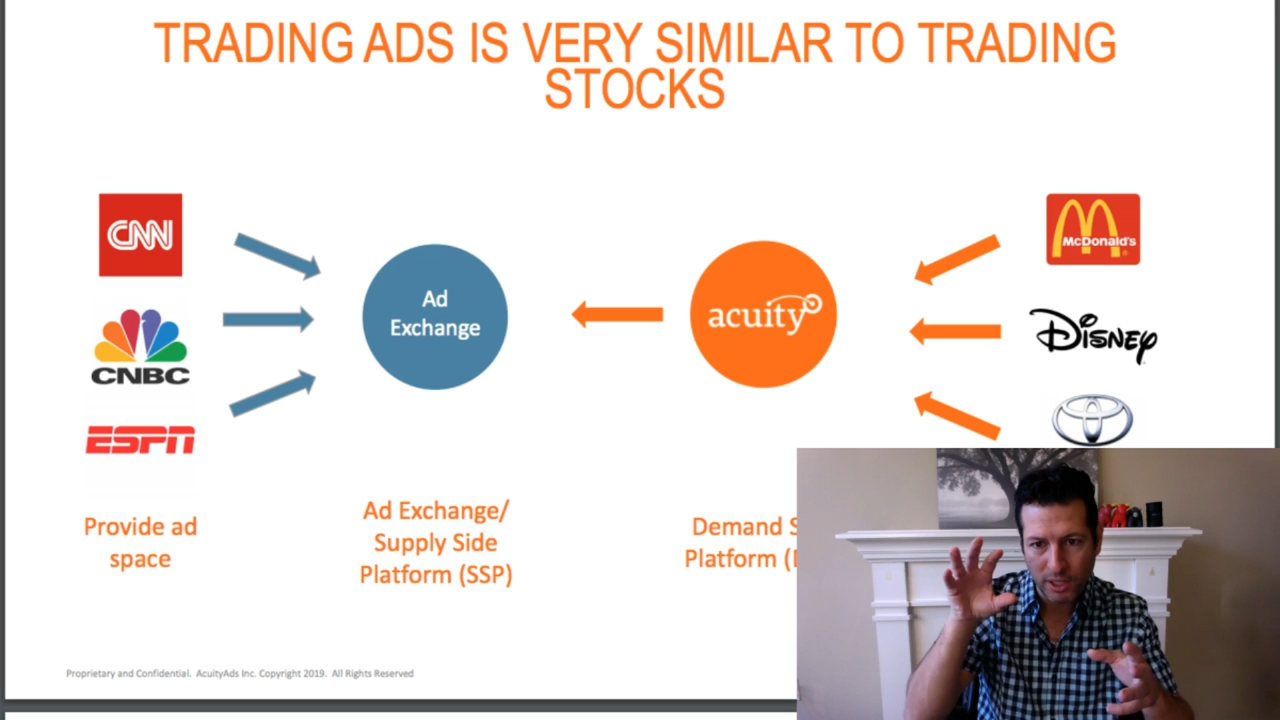 TRADING ADS IS VERY SIMILAR TO TRADING
STOCKS
CNN
CNBC
ESPN
Ad
Exchange
acuity
McDonald's
Disney
Provide ad
space
Ad Exchange/
Supply Side
Platform (SSP)
Demand
Platform
Proprietary and Confidential. AcuityAds Inc. Copyright 2019. All Rights Reserved